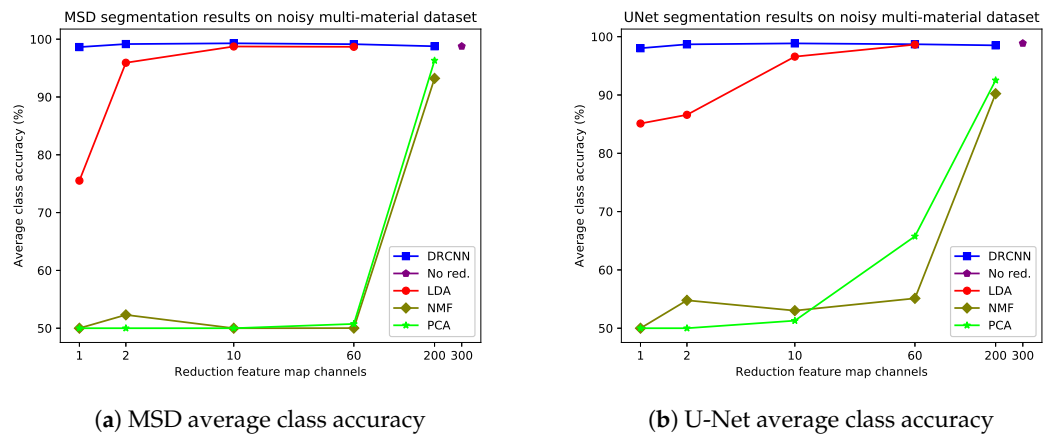 MSD segmentation results on noisy multi-material dataset
100
90
80
70
60
50
Average class accuracy (%)
DRCNN
No red.
LDA
NMF
PCA
1 2 10 60 200 300
Reduction feature map channels
(a) MSD average class accuracy
UNet segmentation results on noisy multi-material dataset
100
90
80
70
60
50
Average class accuracy (%)
DRCNN
No red.
LDA
NMF
PCA
1 2 10 60 200 300
Reduction feature map channels
(b) U-Net average class accuracy